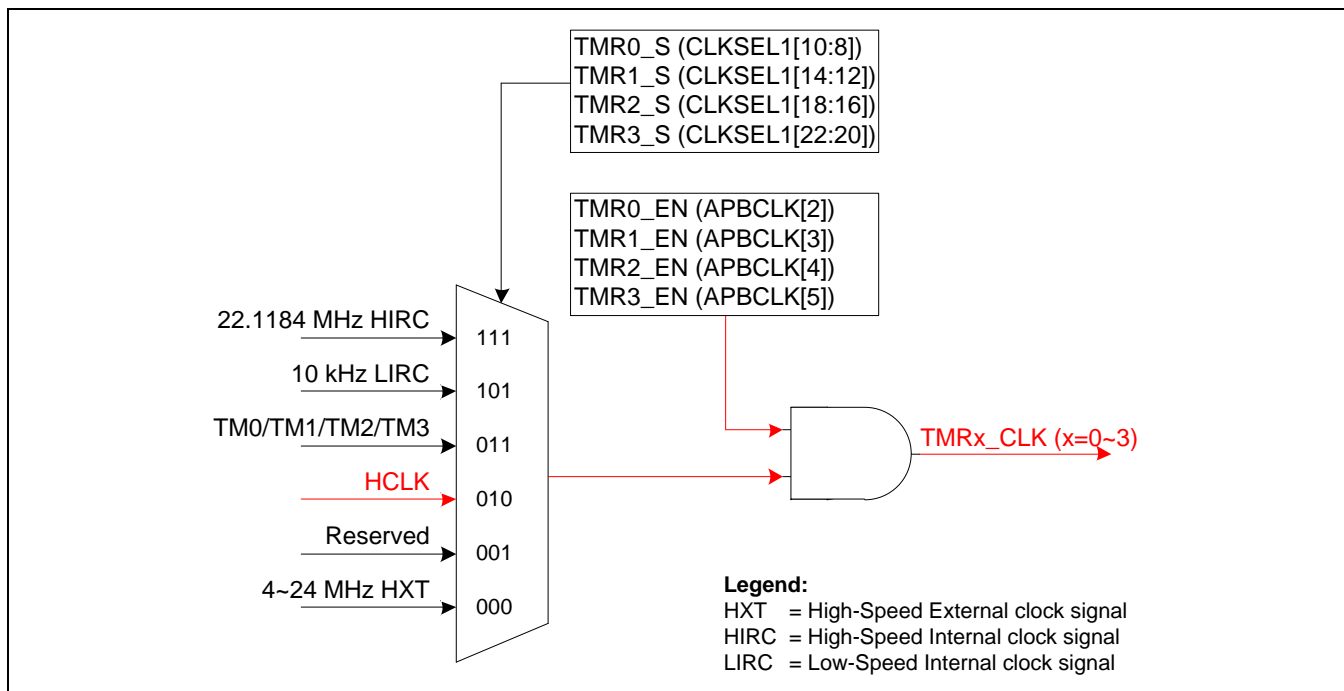 TMR0_S (CLKSEL1[10:8])
TMR1_S (CLKSEL1[14:12])
TMR2_S (CLKSEL1[18:16])
TMR3_S (CLKSEL1[22:20])
TMR0_EN (APBCLK[2])
TMR1_EN (APBCLK[3])
TMR2_EN (APBCLK[4])
TMR3_EN (APBCLK[5])
22.1184 MHz HIRC 111
10 kHz LIRC 101
TM0/TM1/TM2/TM3 011
HCLK 010
Reserved 001
4~24 MHz HXT 000
TMRx_CLK (x=0~3)
Legend:
HXT = High-Speed External clock signal
HIRC = High-Speed Internal clock signal
LIRC = Low-Speed Internal clock signal